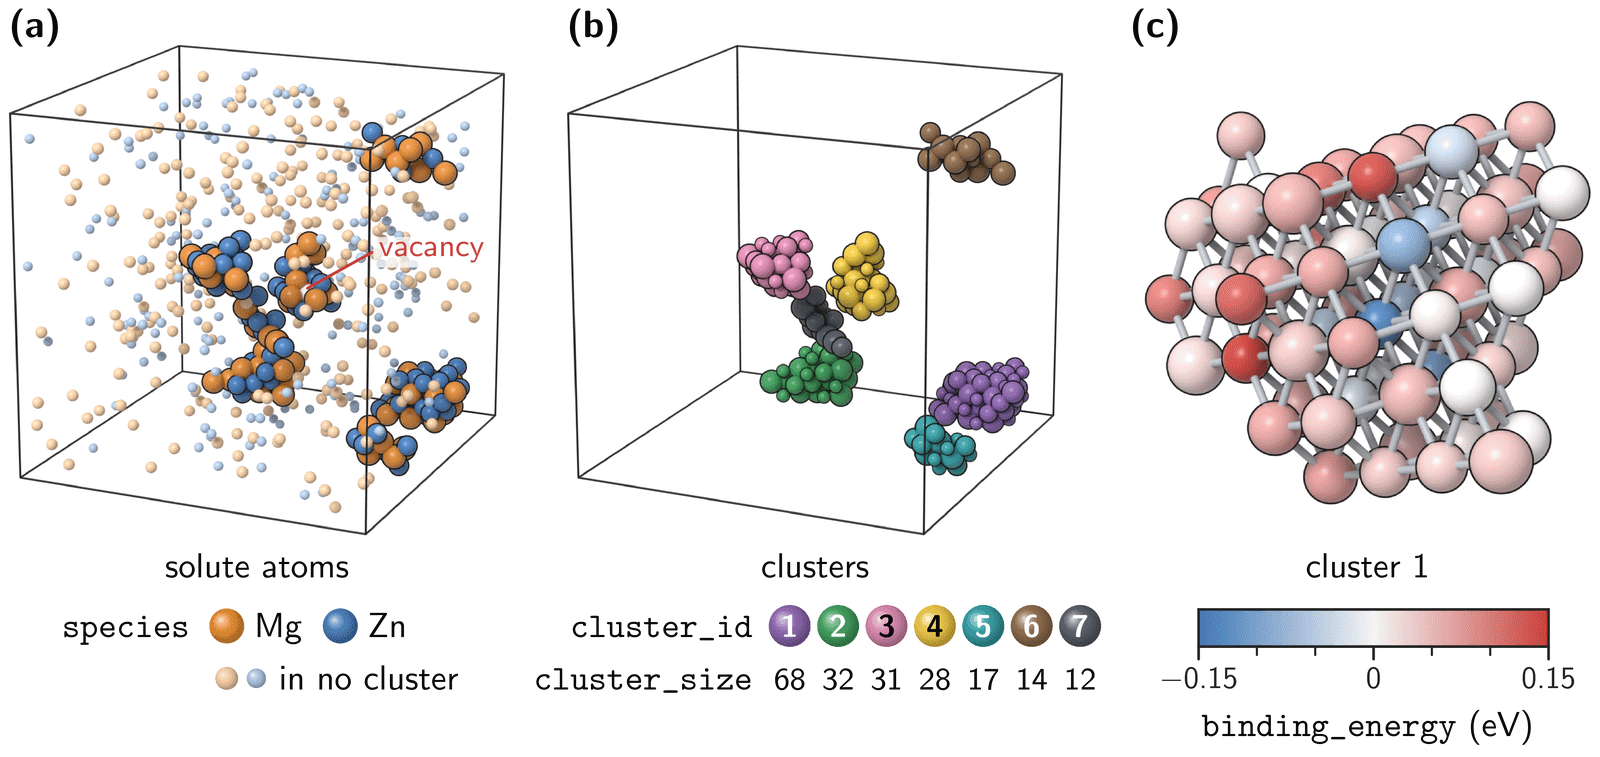 (a)
vacancy
solute atoms
species Mg Zn
in no cluster
(b)
clusters
cluster_id 1 2 3 4 5 6 7
cluster_size 68 32 31 28 17 14 12
(c)
cluster 1
−0.15 0 0.15
binding_energy (eV)